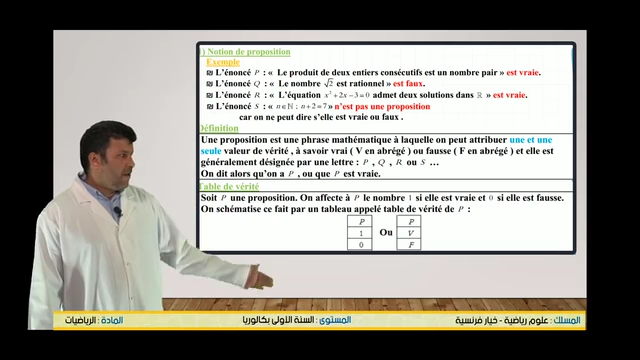 I) Notion de proposition
Exemple
L'énoncé P : « Le produit de deux entiers consécutifs est un nombre pair » est vraie.
L'énoncé Q : « Le nombre √2 est rationnel » est faux.
L'énoncé R : « L'équation x²+2x−3=0 admet deux solutions dans ℝ » est vraie.
L'énoncé S : « n∈ℕ ; n+2=7 » n'est pas une proposition
car on ne peut dire s'elle est vraie ou faux .
Définition
Une proposition est une phrase mathématique à laquelle on peut attribuer une et une
seule valeur de vérité , à savoir vrai ( V en abrégé ) ou fausse ( F en abrégé ) et elle est
généralement désignée par une lettre : P , Q , R ou S ...
On dit alors qu'on a P , ou que P est vraie.
Table de vérité
Soit P une proposition. On affecte à P le nombre 1 si elle est vraie et 0 si elle est fausse.
On schématise ce fait par un tableau appelé table de vérité de P :
P P
1 Ou V
0 F
المسلك : علوم رياضية - خيار فرنسية المستوى : السنة الأولى بكالوريا المادة : الرياضيات